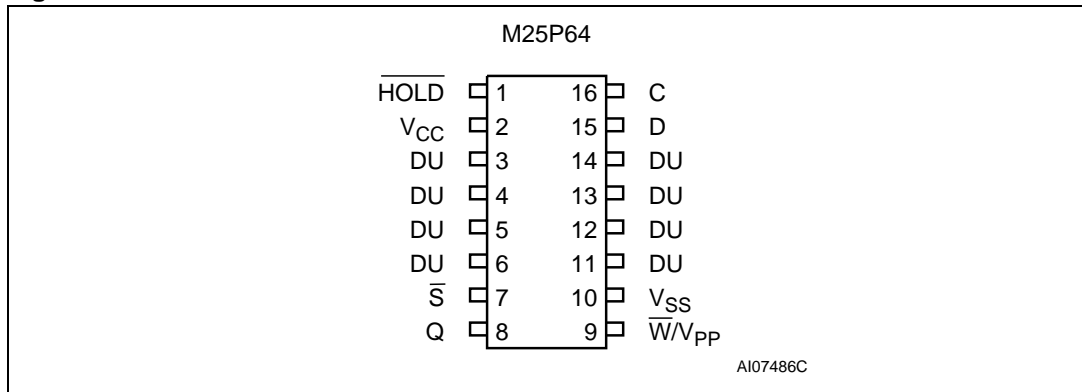 M25P64
HOLD 1 16 C
VCC 2 15 D
DU 3 14 DU
DU 4 13 DU
DU 5 12 DU
DU 6 11 DU
S 7 10 VSS
Q 8 9 W/VPP
AI07486C